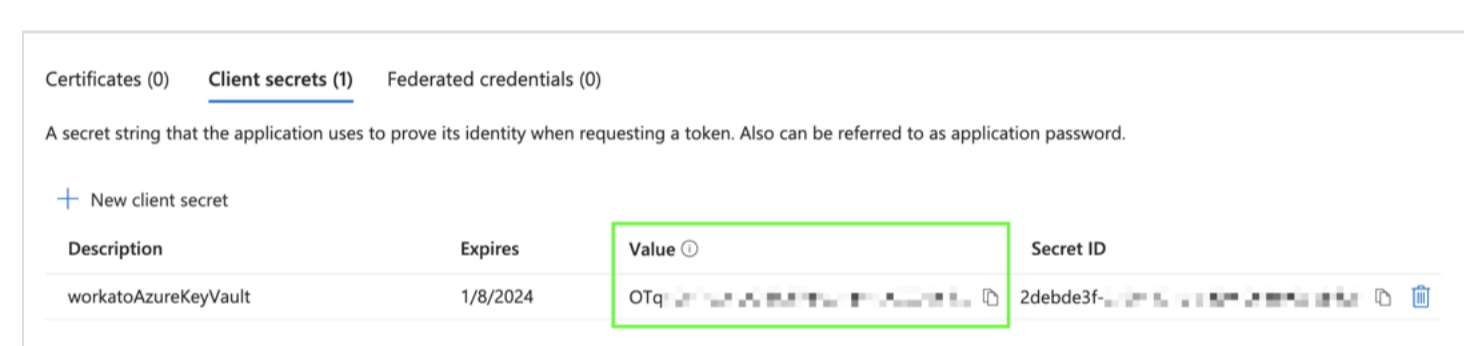 Certificates (0) Client secrets (1) Federated credentials (0)
A secret string that the application uses to prove its identity when requesting a token. Also can be referred to as application password.
New client secret
Description Expires Value Secret ID
workatoAzureKeyVault 1/8/2024 OTq 2debde3f-